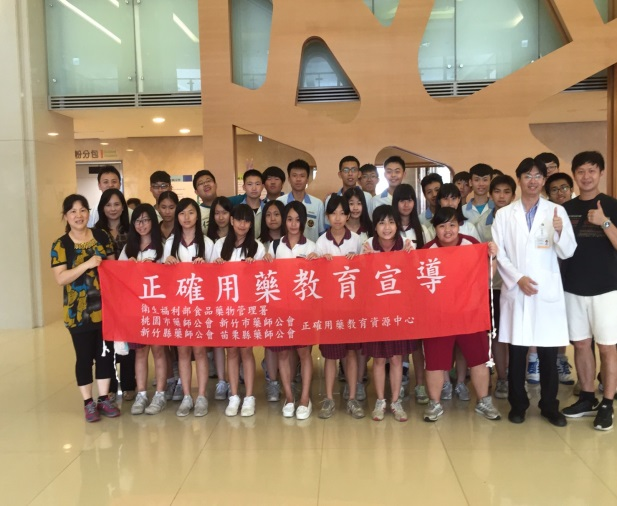 粉分包
正確用藥教育宣導
衛生福利部食品藥物管理署
桃園市藥師公會 新竹市藥師公會 正確用藥教育資源中心
新竹縣藥師公會 苗栗縣藥師公會